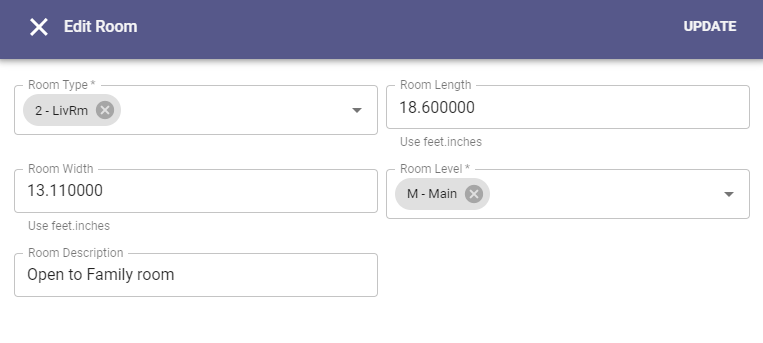 Edit Room
UPDATE
Room Type *
2 - LivRm
Room Length
18.600000
Use feet.inches
Room Width
13.110000
Use feet.inches
Room Level *
M - Main
Room Description
Open to Family room